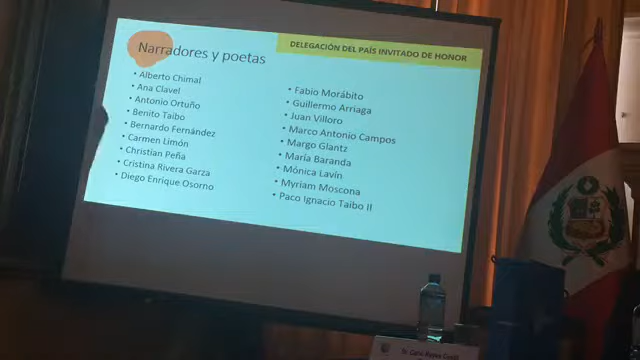 Narradores y poetas
DELEGACIÓN DEL PAÍS INVITADO DE HONOR
• Alberto Chimal
• Ana Clavel
• Antonio Ortuño
• Benito Taibo
• Bernardo Fernández
• Carmen Limón
• Christian Peña
• Cristina Rivera Garza
• Diego Enrique Osorno
• Fabio Morábito
• Guillermo Arriaga
• Juan Villoro
• Marco Antonio Campos
• Margo Glantz
• María Baranda
• Mónica Lavín
• Myriam Moscona
• Paco Ignacio Taibo II